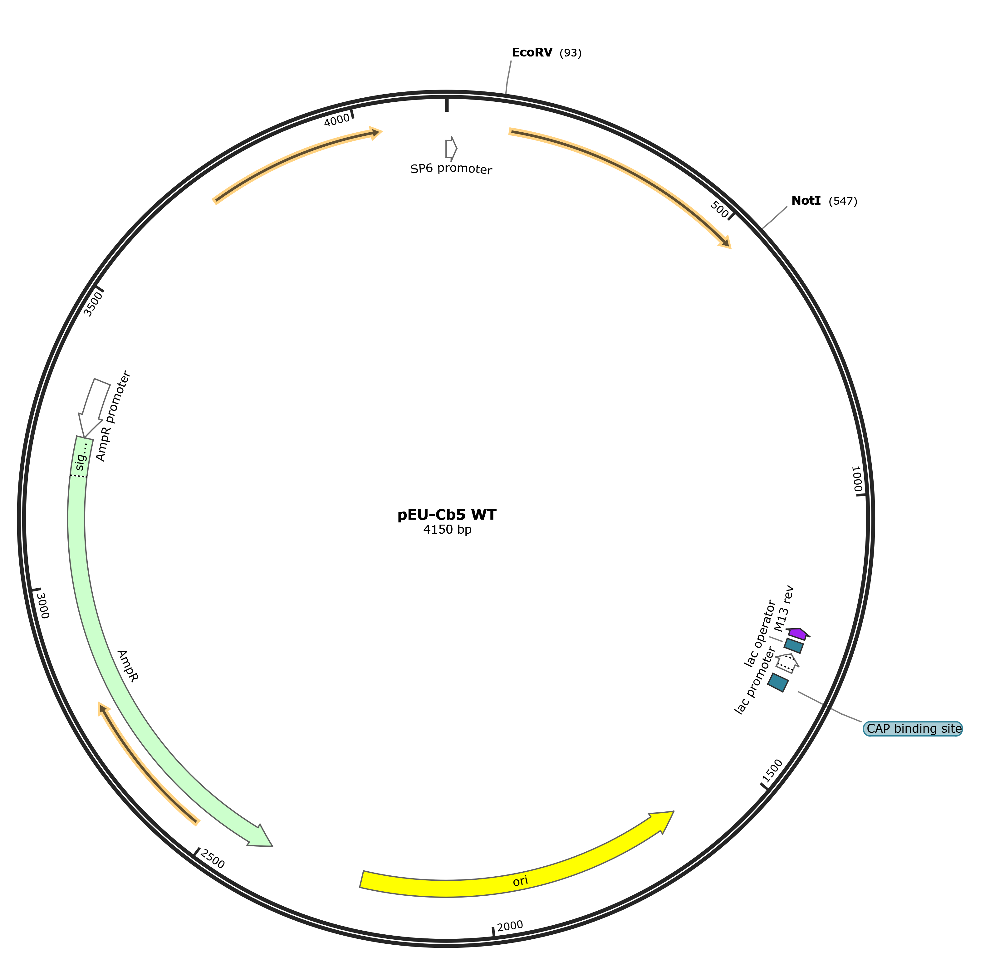 EcoRV (93)
4000
SP6 promoter
NotI (547)
500
3500
AmpR promoter
sig...
1000
pEU-Cb5 WT
4150 bp
3000
M13 rev
lac operator
lac promoter
AmpR
CAP binding site
1500
2500
ori
2000